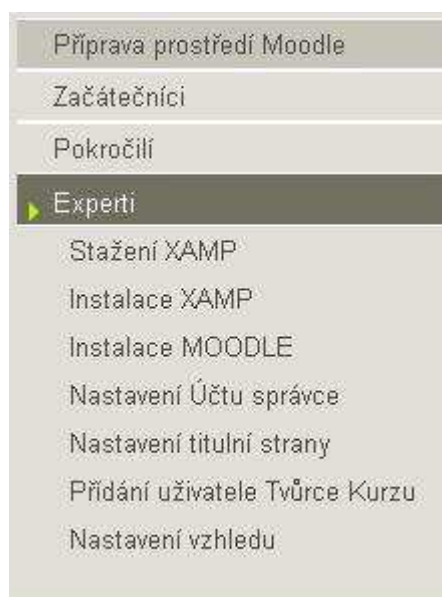 Příprava prostředí Moodle
Začátečníci
Pokročilí
Experti
Stažení XAMP
Instalace XAMP
Instalace MOODLE
Nastavení Účtu správce
Nastavení titulní strany
Přidání uživatele Tvůrce Kurzu
Nastavení vzhledu